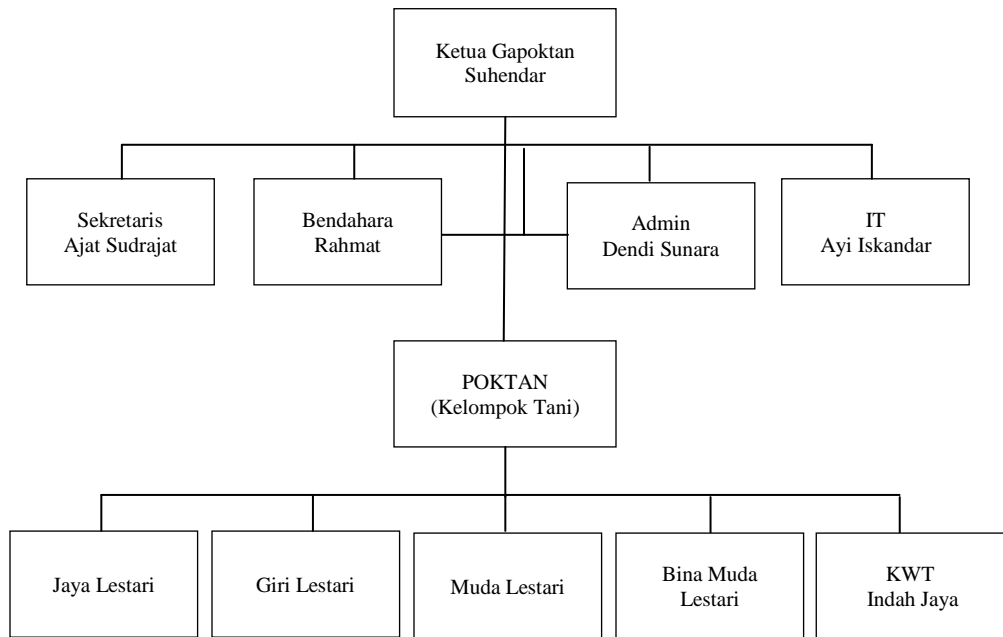 Ketua Gapoktan
Suhendar
Sekretaris
Ajat Sudrajat
Bendahara
Rahmat
Admin
Dendi Sunara
IT
Ayi Iskandar
POKTAN
(Kelompok Tani)
Jaya Lestari
Giri Lestari
Muda Lestari
Bina Muda
Lestari
KWT
Indah Jaya